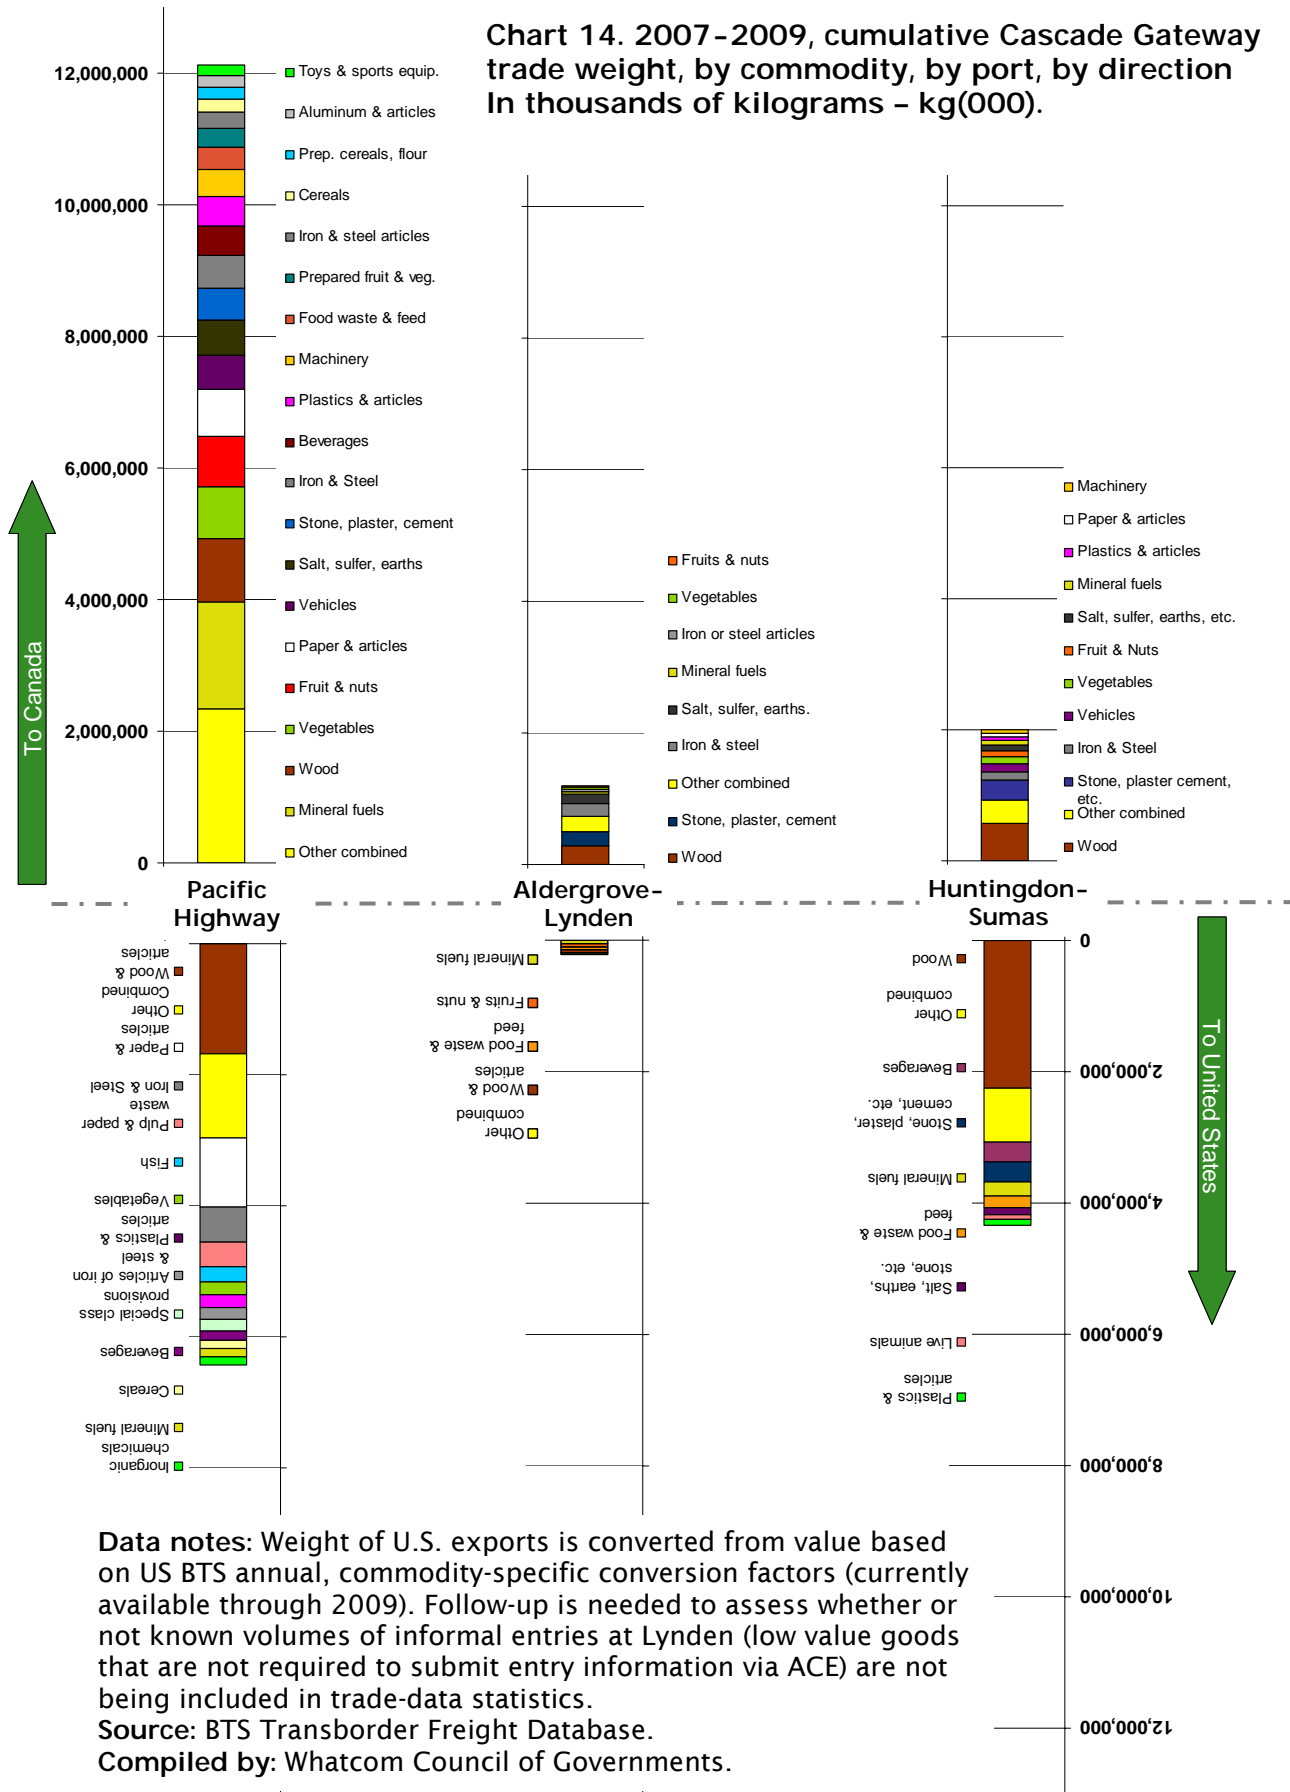 Chart 14. 2007-2009, cumulative Cascade Gateway
trade weight, by commodity, by port, by direction
In thousands of kilograms – kg(000).
12,000,000
10,000,000
8,000,000
6,000,000
4,000,000
2,000,000
0
To Canada
Toys & sports equip.
Aluminum & articles
Prep. cereals, flour
Cereals
Iron & steel articles
Prepared fruit & veg.
Food waste & feed
Machinery
Plastics & articles
Beverages
Iron & Steel
Stone, plaster, cement
Salt, sulfer, earths
Vehicles
Paper & articles
Fruit & nuts
Vegetables
Wood
Mineral fuels
Other combined
Fruits & nuts
Vegetables
Iron or steel articles
Mineral fuels
Salt, sulfer, earths.
Iron & steel
Other combined
Stone, plaster, cement
Wood
Machinery
Paper & articles
Plastics & articles
Mineral fuels
Salt, sulfer, earths, etc.
Fruit & Nuts
Vegetables
Vehicles
Iron & Steel
Stone, plaster cement,
etc.
Other combined
Wood
Pacific
Highway
Aldergrove-
Lynden
Huntingdon-
Sumas
Wood &
articles
Other
Combined
Paper &
articles
Iron & Steel
Pulp & paper
waste
Fish
Vegetables
Plastics &
articles
Articles of iron
& steel
Special class
provisions
Beverages
Cereals
Mineral fuels
Inorganic
chemicals
Mineral fuels
Fruits & nuts
Food waste &
feed
Wood &
articles
Other
combined
Wood
Other
combined
Beverages
Stone, plaster,
cement, etc.
Mineral fuels
Food waste &
feed
Salt, earths,
stone, etc.
Live animals
Plastics &
articles
0
2,000,000
4,000,000
6,000,000
8,000,000
10,000,000
12,000,000
To United States
Data notes: Weight of U.S. exports is converted from value based
on US BTS annual, commodity-specific conversion factors (currently
available through 2009). Follow-up is needed to assess whether or
not known volumes of informal entries at Lynden (low value goods
that are not required to submit entry information via ACE) are not
being included in trade-data statistics.
Source: BTS Transborder Freight Database.
Compiled by: Whatcom Council of Governments.